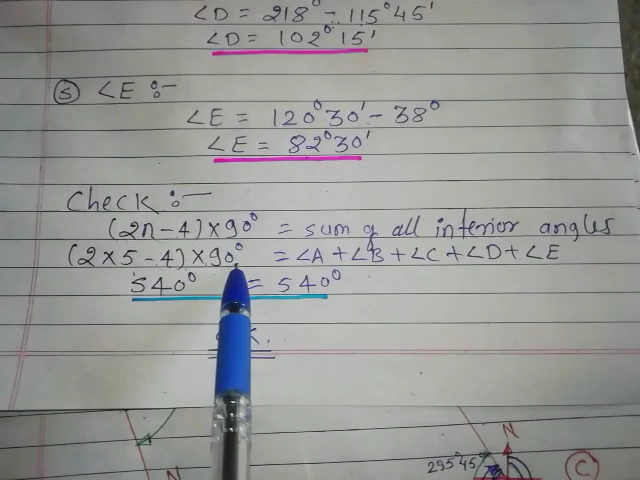 ∠D = 218° - 115°45'
∠D = 102°15'
(5) ∠E :-
∠E = 120°30' - 38°
∠E = 82°30'
Check :-
(2n-4)×90° = sum of all interior angles
(2×5-4)×90° = ∠A+∠B+∠C+∠D+∠E
540° = 540°
N
N
295°45'
C